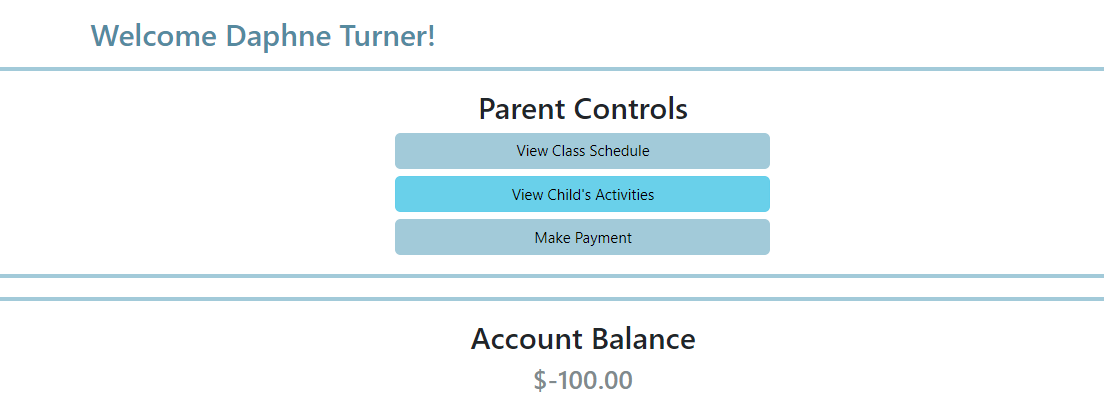 Welcome Daphne Turner!
Parent Controls
View Class Schedule
View Child's Activities
Make Payment
Account Balance
$-100.00